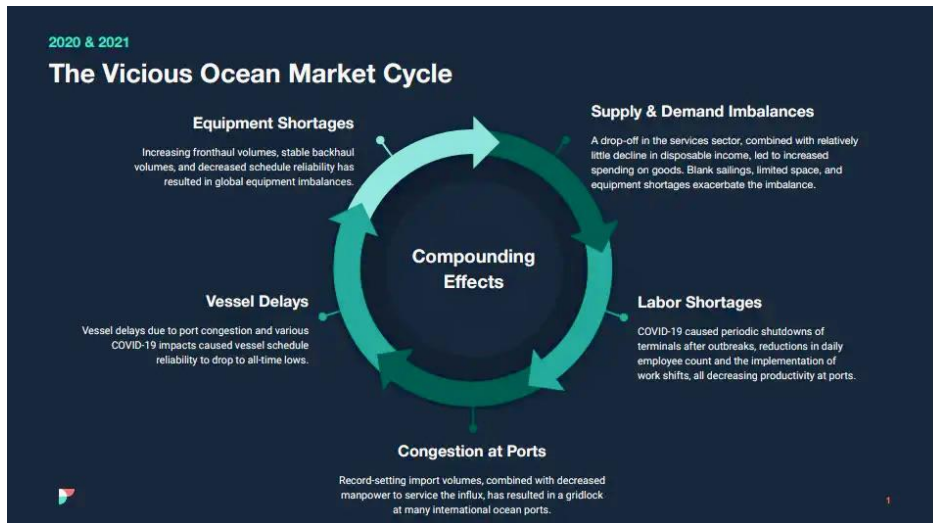 2020 & 2021
The Vicious Ocean Market Cycle
Equipment Shortages
Increasing fronthaul volumes, stable backhaul
volumes, and decreased schedule reliability has
resulted in global equipment imbalances.
Supply & Demand Imbalances
A drop-off in the services sector, combined with relatively
little decline in disposable income, led to increased
spending on goods. Blank sailings, limited space, and
equipment shortages exacerbate the imbalance.
Compounding
Effects
Vessel Delays
Vessel delays due to port congestion and various
COVID-19 impacts caused vessel schedule
reliability to drop to all-time lows.
Labor Shortages
COVID-19 caused periodic shutdowns of
terminals after outbreaks, reductions in daily
employee count and the implementation of
work shifts, all decreasing productivity at ports.
Congestion at Ports
Record-setting import volumes, combined with decreased
manpower to service the influx, has resulted in a gridlock
at many international ocean ports.
1